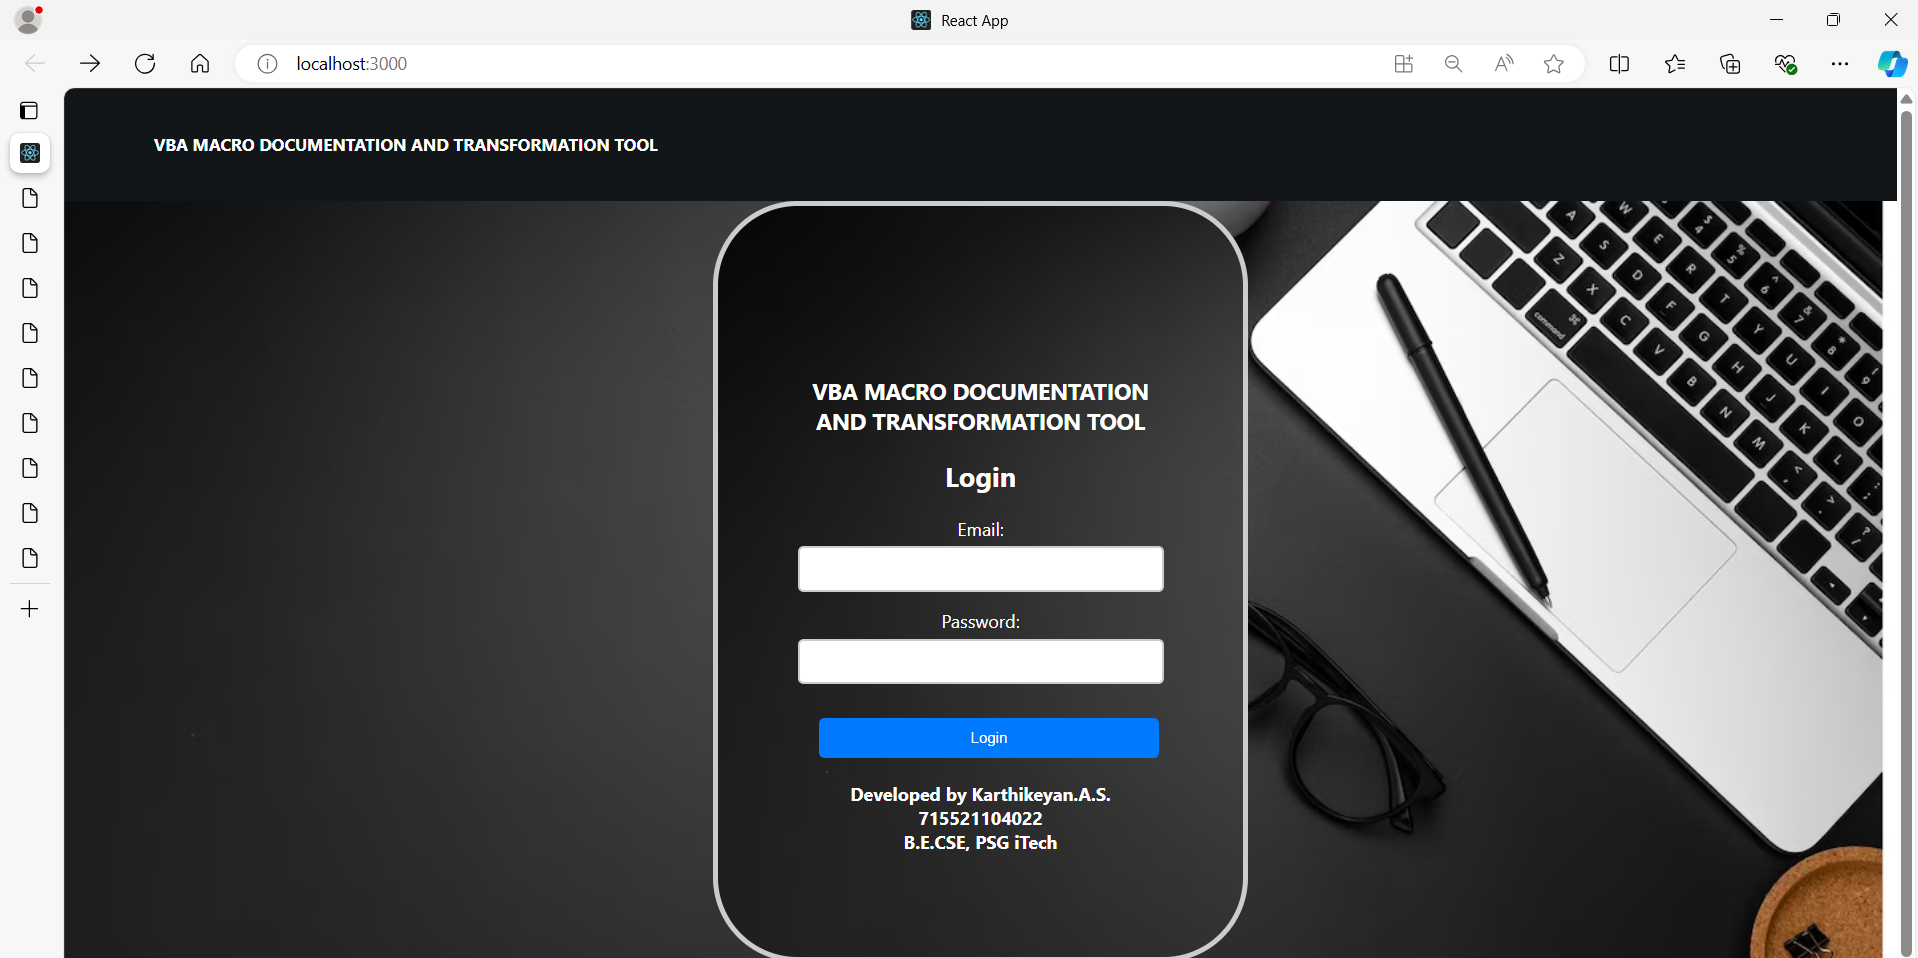 React App
localhost:3000
VBA MACRO DOCUMENTATION AND TRANSFORMATION TOOL
VBA MACRO DOCUMENTATION
AND TRANSFORMATION TOOL
Login
Email:
Password:
Login
Developed by Karthikeyan.A.S.
715521104022
B.E.CSE, PSG iTech
command